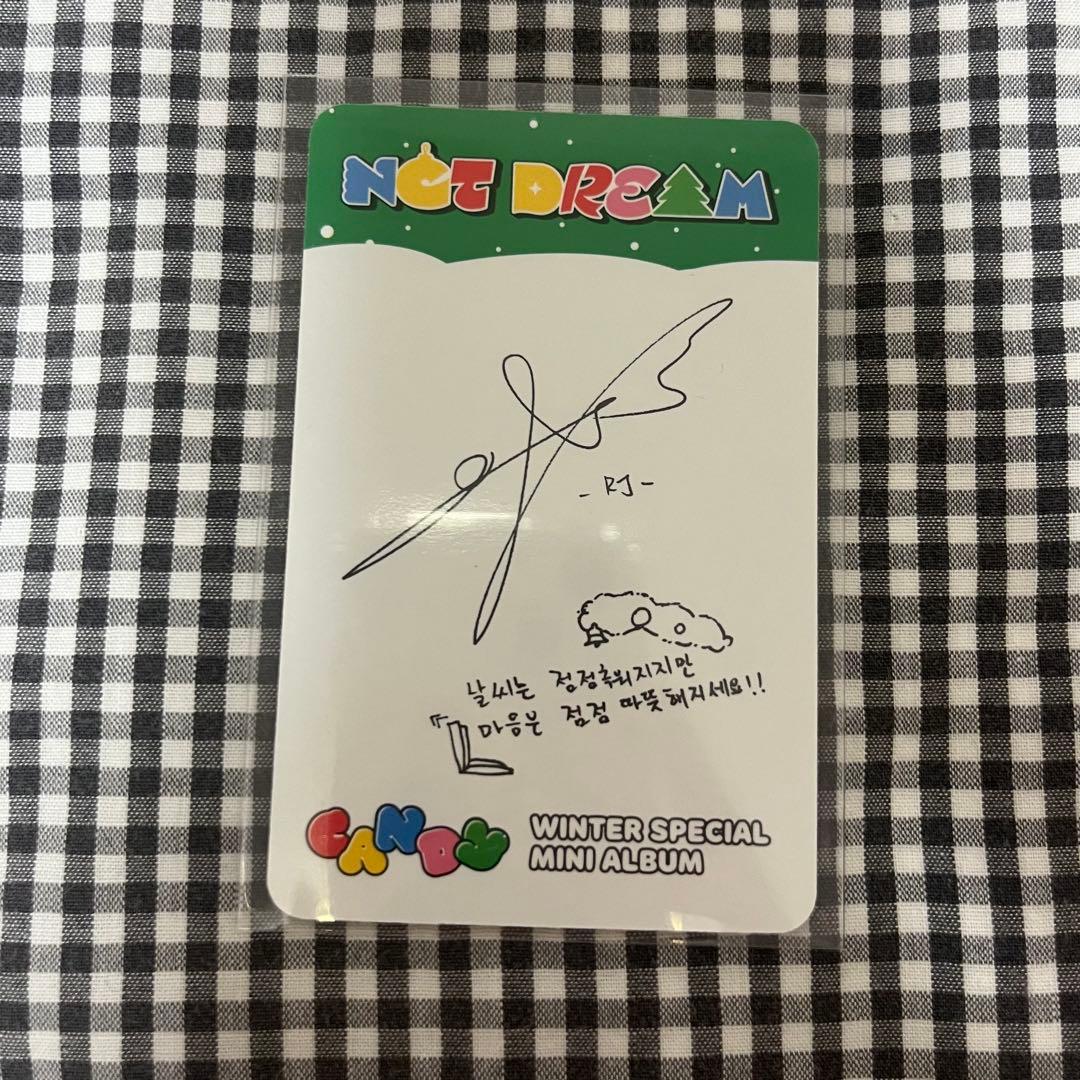 NCT DREAM
- RJ -
날씨는 점점추워지지만
마음분 점점 따뜻해지세요!!
CANDY
WINTER SPECIAL
MINI ALBUM